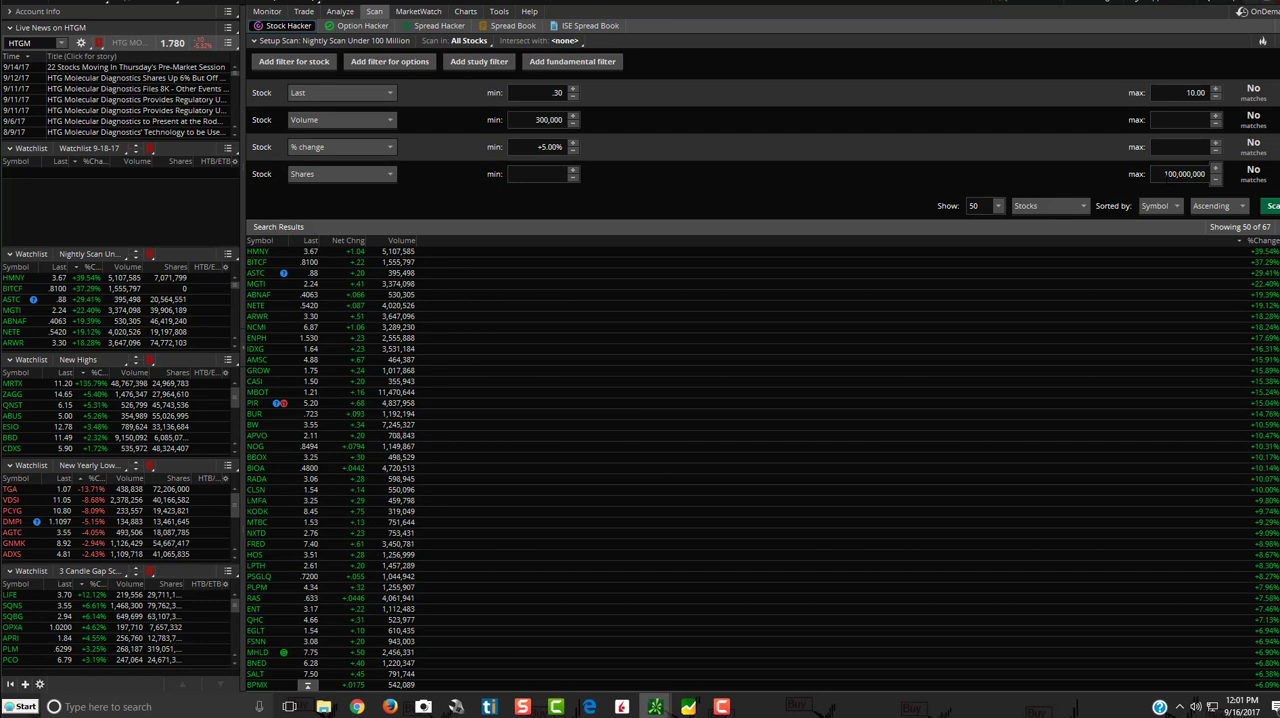 Monitor Trade Analyze Scan MarketWatch Charts Tools Help OnDem
Account Info
Live News on HTGM
HTGM HTG MO... 1.780 -.10 -5.32%
Time Title (Click for story)
9/14/17 22 Stocks Moving In Thursday's Pre-Market Session
9/12/17 HTG Molecular Diagnostics Shares Up 6% But Off ...
9/11/17 HTG Molecular Diagnostics Files 8K - Other Events ...
9/11/17 HTG Molecular Diagnostics Provides Regulatory U...
9/11/17 HTG Molecular Diagnostics Provides Regulatory U...
9/6/17 HTG Molecular Diagnostics to Present at the Rod...
8/9/17 HTG Molecular Diagnostics' Technology to be Use...
Watchlist Watchlist 9-18-17
Symbol Last %Cha... Volume Shares HTB/ETB
Watchlist Nightly Scan Un...
Symbol Last %C... Volume Shares HTB/E...
HMNY 3.67 +39.54% 5,107,585 7,071,799
BITCF .8100 +37.29% 1,555,797 0
ASTC .88 +29.41% 395,498 20,564,551
MGTI 2.24 +22.40% 3,374,098 39,906,189
ABNAF .4063 +19.39% 530,305 46,419,240
NETE .5420 +19.12% 4,020,526 19,197,808
ARWR 3.30 +18.28% 3,647,096 74,772,103
Watchlist New Highs
Symbol Last %C... Volume Shares HTB/E...
MRTX 11.20 +135.79% 48,767,398 24,969,783
ZAGG 14.65 +5.40% 1,476,347 27,964,610
QNST 6.15 +5.31% 526,799 45,743,536
ABUS 5.00 +5.26% 354,989 55,026,995
ESIO 12.78 +3.48% 789,624 33,136,684
BBD 11.49 +2.32% 9,150,092 6,085,07...
CDXS 5.90 +1.72% 535,972 48,324,407
Watchlist New Yearly Low...
Symbol Last %C... Volume Shares HTB/...
TGA 1.07 -13.71% 438,838 72,206,000
VDSI 11.05 -8.68% 2,378,256 40,166,582
PCYG 10.80 -8.09% 233,557 19,423,821
DMPI 1.1097 -5.15% 134,883 13,461,645
AGTC 3.55 -4.05% 493,506 18,087,785
GNMK 8.92 -2.94% 301,169 54,667,417
ADXS 4.81 -2.43% 1,109,718 41,065,835
Watchlist 3 Candle Gap Sc...
Symbol Last %C... Volume Shares HTB/ETB
LIFE 3.70 +12.12% 219,556 29,711,1...
SQNS 3.55 +6.61% 1,468,300 79,762,3...
SQBG 2.94 +6.14% 649,699 63,107,3...
OPXA 1.0200 +4.62% 197,710 7,657,332
APRI 1.84 +4.55% 256,760 12,783,7...
PLM .6299 +3.25% 268,187 319,051,...
PCO 6.79 +3.19% 247,064 24,671,3...
Stock Hacker Option Hacker Spread Hacker Spread Book ISE Spread Book
Setup Scan: Nightly Scan Under 100 Million Scan in: All Stocks Intersect with: <none>
Add filter for stock Add filter for options Add study filter Add fundamental filter
Stock Last min: .30 max: 10.00 No matches
Stock Volume min: 300,000 max: No matches
Stock % change min: +5.00% max: No matches
Stock Shares min: max: 100,000,000 No matches
Show: 50 Stocks Sorted by: Symbol Ascending Sca
Search Results Showing 50 of 67
Symbol Last Net Chng Volume %Change
HMNY 3.67 +1.04 5,107,585 +39.54%
BITCF .8100 +.22 1,555,797 +37.29%
ASTC .88 +.20 395,498 +29.41%
MGTI 2.24 +.41 3,374,098 +22.40%
ABNAF .4063 +.066 530,305 +19.39%
NETE .5420 +.087 4,020,526 +19.12%
ARWR 3.30 +.51 3,647,096 +18.28%
NCMI 6.87 +1.06 3,289,230 +18.24%
ENPH 1.530 +.23 2,555,888 +17.69%
IDXG 1.64 +.23 3,531,184 +16.31%
AMSC 4.88 +.67 464,387 +15.91%
GROW 1.75 +.24 1,017,868 +15.89%
CASI 1.50 +.20 355,943 +15.38%
MBOT 1.21 +.16 11,470,644 +15.24%
PIR 5.20 +.68 4,837,958 +15.04%
BUR .723 +.093 1,192,194 +14.76%
BW 3.55 +.34 7,245,327 +10.59%
APVO 2.11 +.20 708,843 +10.47%
NOG .8494 +.0794 1,149,867 +10.31%
BBOX 3.25 +.30 498,529 +10.17%
BIOA .4800 +.0442 4,720,513 +10.14%
RADA 3.06 +.28 598,945 +10.07%
CLSN 1.54 +.14 550,096 +10.00%
LMFA 3.25 +.29 459,798 +9.80%
KODK 8.45 +.75 319,049 +9.74%
MTBC 1.53 +.13 751,644 +9.29%
NXTD 2.76 +.23 753,431 +9.09%
FRED 7.40 +.61 3,450,781 +8.98%
HOS 3.51 +.28 1,256,999 +8.67%
LPTH 2.61 +.20 1,457,289 +8.30%
PSGLQ .7200 +.055 1,044,942 +8.27%
PLPM 4.34 +.32 1,255,907 +7.96%
RAS .633 +.0446 4,061,941 +7.58%
ENT 3.17 +.22 1,112,483 +7.46%
QHC 4.66 +.31 523,977 +7.13%
EGLT 1.54 +.10 610,435 +6.94%
FSNN 3.08 +.20 943,003 +6.94%
MHLD 7.75 +.50 2,456,331 +6.90%
BNED 6.28 +.40 1,220,347 +6.80%
SALT 7.50 +.45 791,744 +6.38%
BPMX +.0175 542,089 +6.09%
Start Type here to search 12:01 PM
9/16/2017